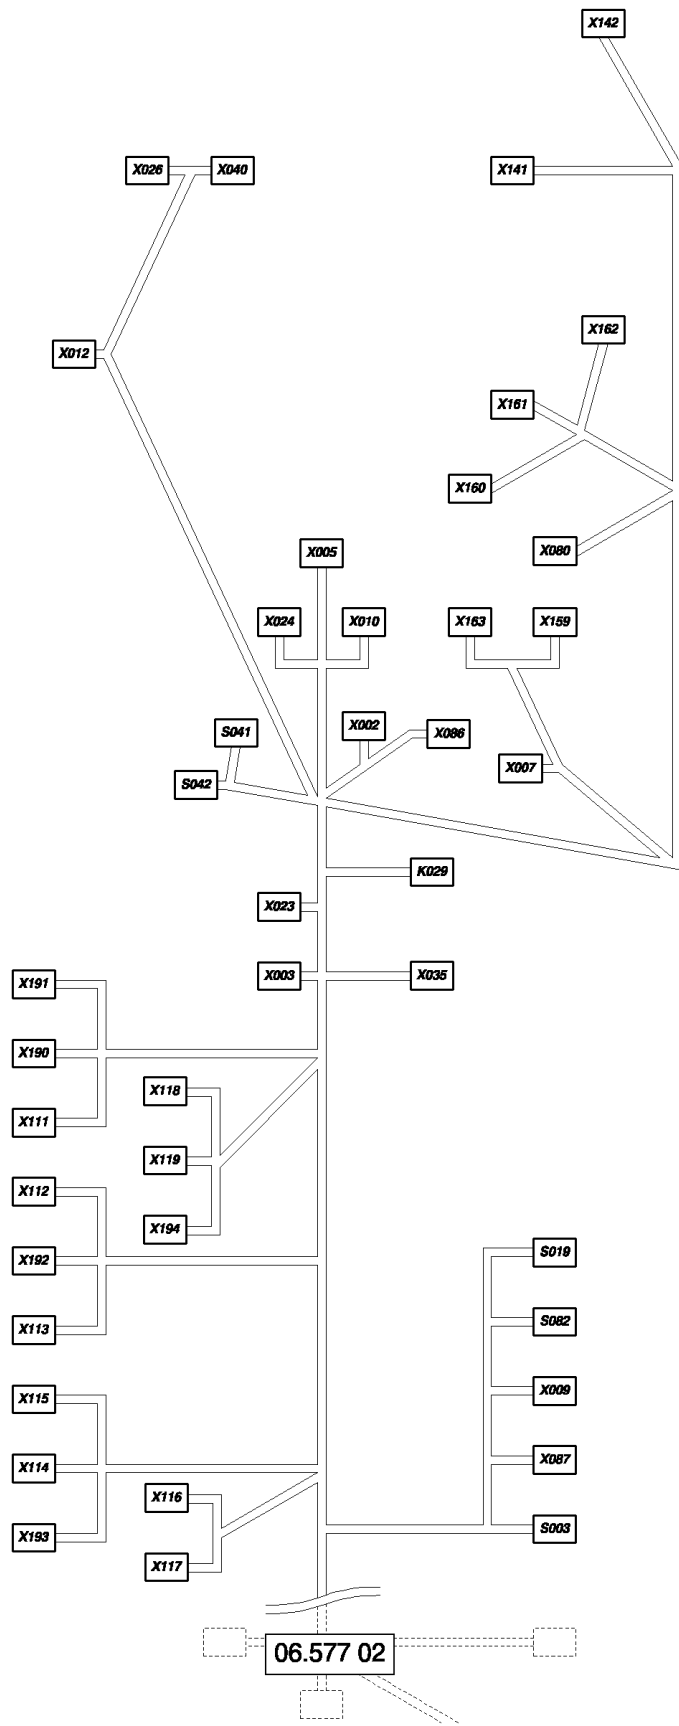 X142
X026 X040 X141
X162
X012
X161
X160
X080
X005
X024 X010 X163 X159
X002
S041 X086
X007
S042
K029
X023
X003 X035
X191
X190
X118
X111
X119
X112
X194
S019
X192
S082
X113
X009
X115
X087
X114
X116
S003
X193
X117
06.577 02